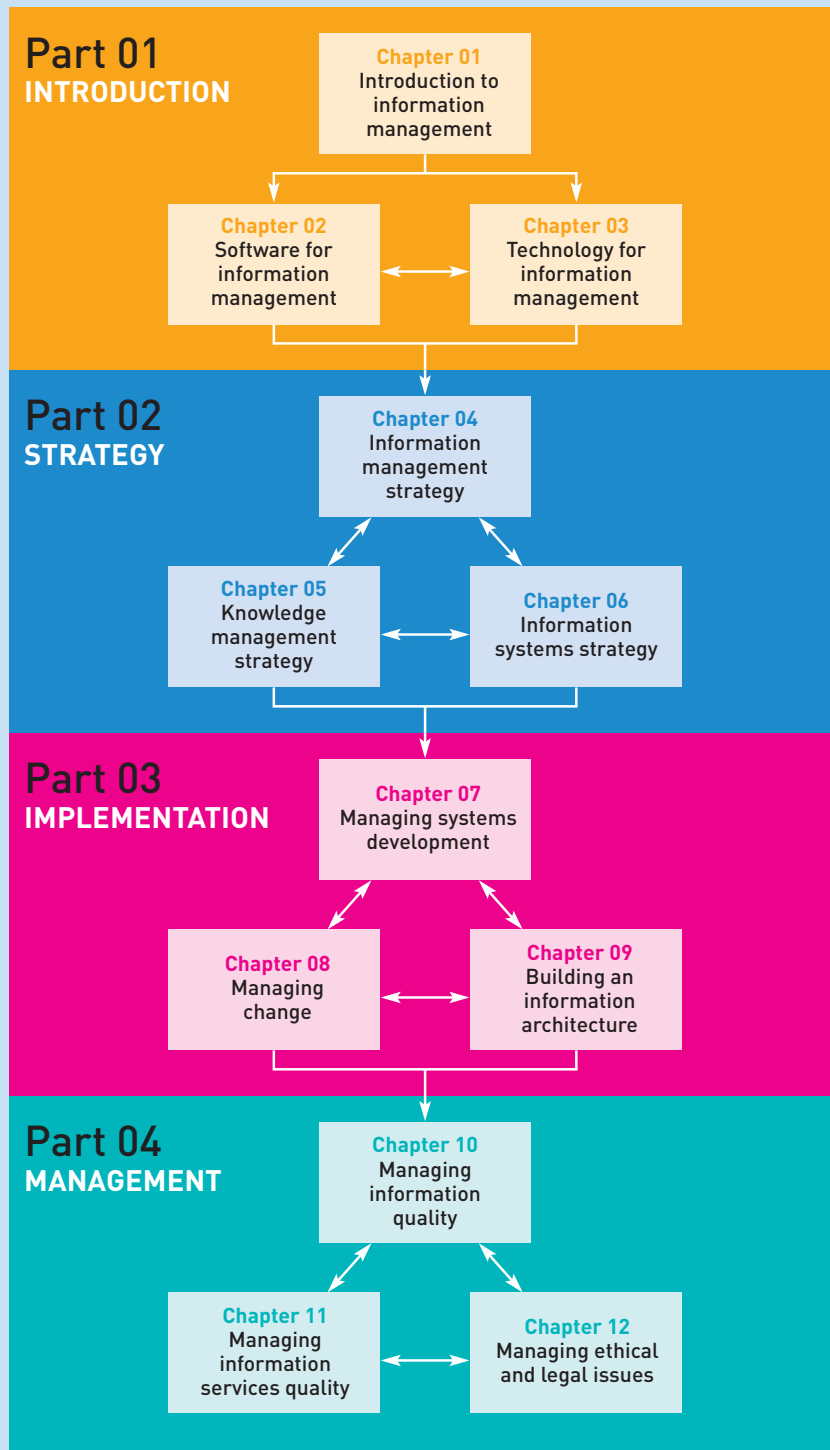 Part 01
INTRODUCTION
Chapter 01
Introduction to
information
management
Chapter 02
Software for
information
management
Chapter 03
Technology for
information
management
Part 02
STRATEGY
Chapter 04
Information
management
strategy
Chapter 05
Knowledge
management
strategy
Chapter 06
Information
systems strategy
Part 03
IMPLEMENTATION
Chapter 07
Managing systems
development
Chapter 08
Managing
change
Chapter 09
Building an
information
architecture
Part 04
MANAGEMENT
Chapter 10
Managing
information
quality
Chapter 11
Managing
information
services quality
Chapter 12
Managing ethical
and legal issues